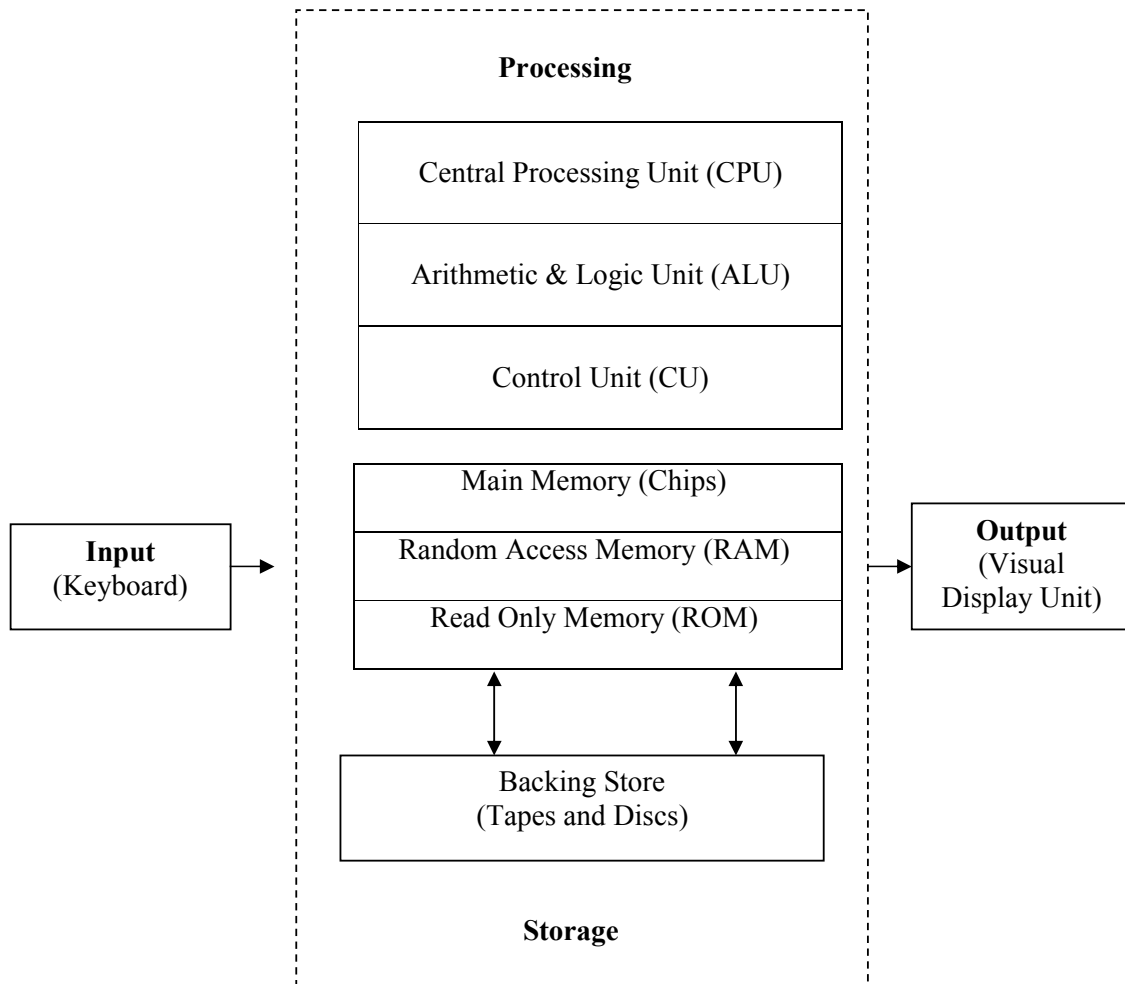 Processing
Central Processing Unit (CPU)
Arithmetic & Logic Unit (ALU)
Control Unit (CU)
Main Memory (Chips)
Random Access Memory (RAM)
Read Only Memory (ROM)
Input
(Keyboard)
Output
(Visual
Display Unit)
Backing Store
(Tapes and Discs)
Storage